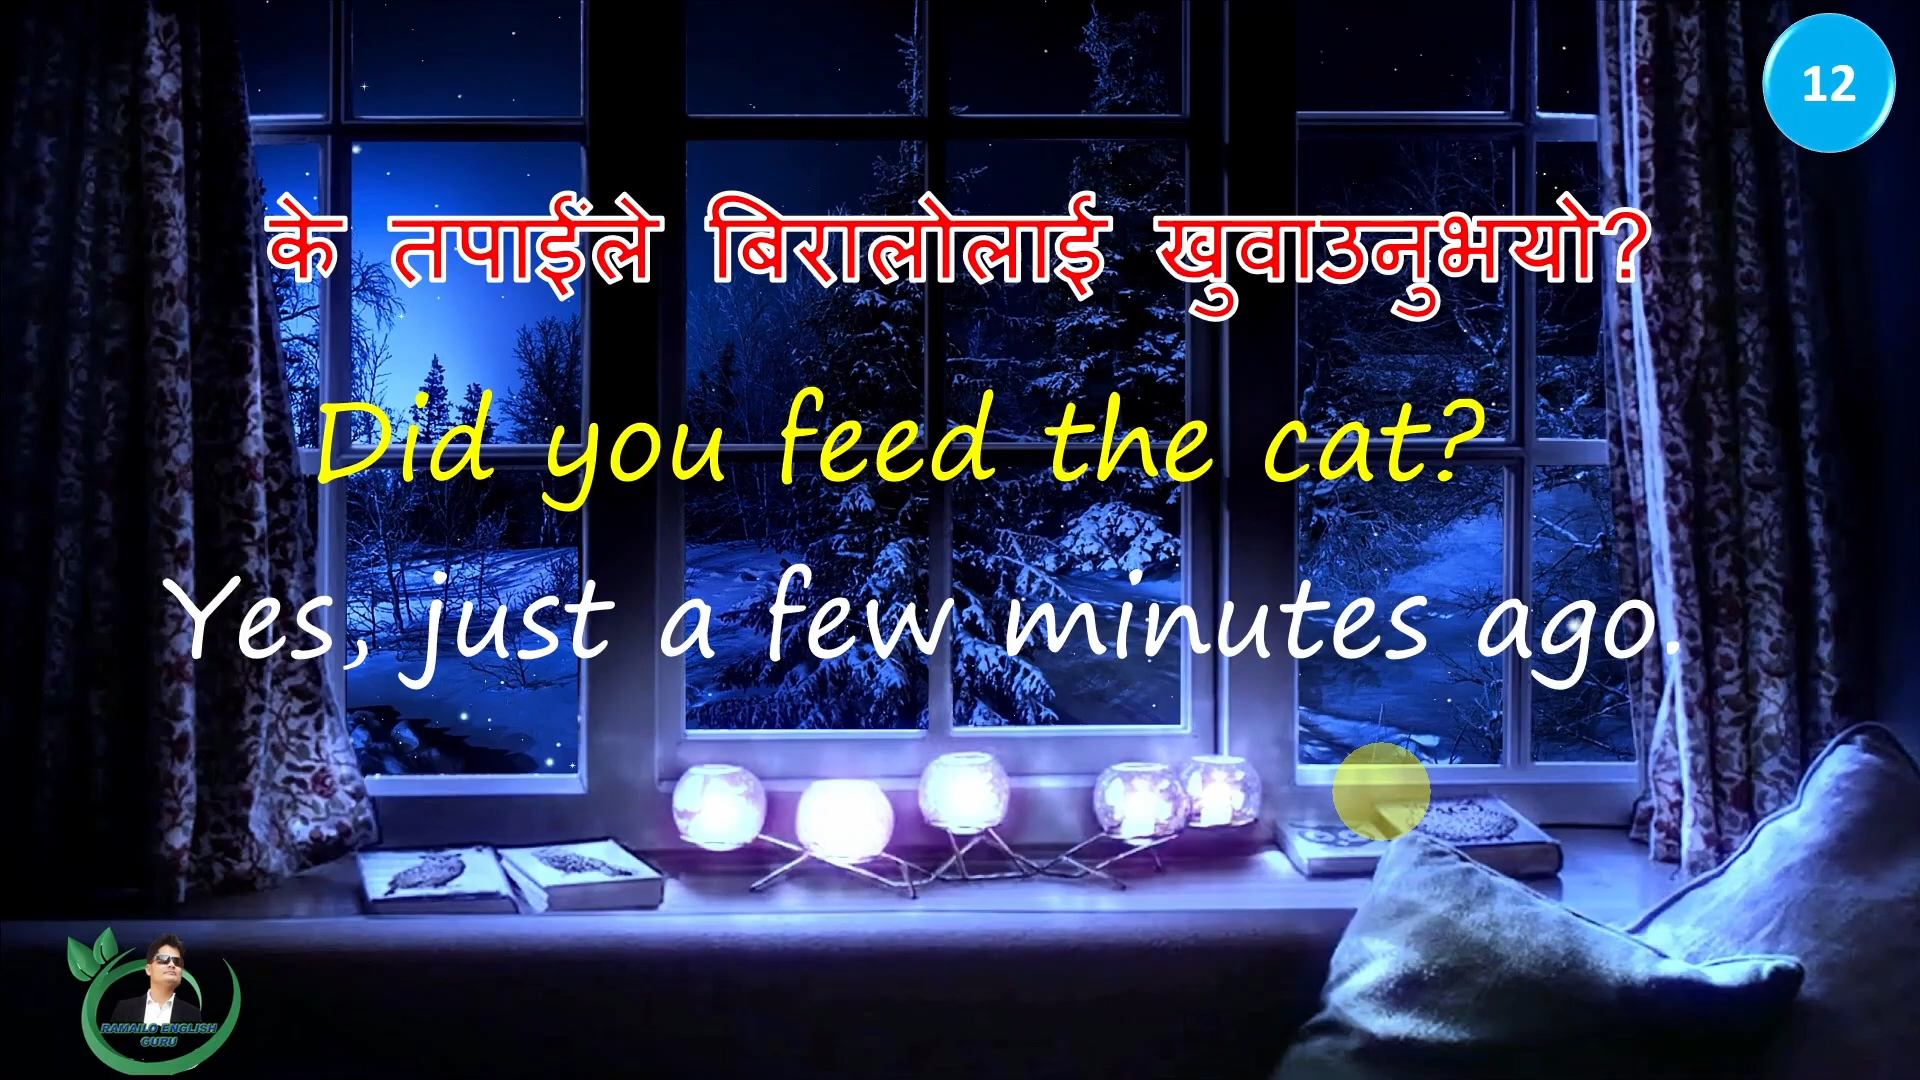 12
के तपाईंले बिरालोलाई खुवाउनुभयो?
Did you feed the cat?
Yes, just a few minutes ago.
RAMAILO ENGLISH
GURU